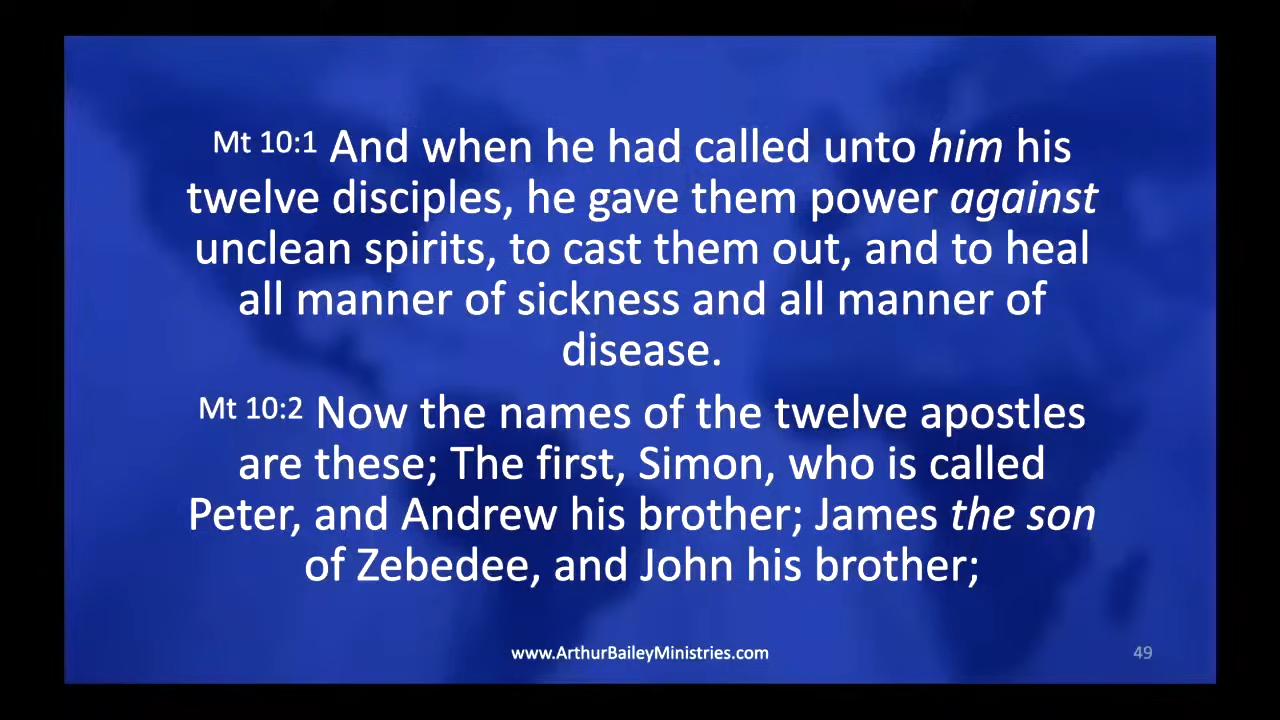 Mt 10:1 And when he had called unto him his
twelve disciples, he gave them power against
unclean spirits, to cast them out, and to heal
all manner of sickness and all manner of
disease.
Mt 10:2 Now the names of the twelve apostles
are these; The first, Simon, who is called
Peter, and Andrew his brother; James the son
of Zebedee, and John his brother;
www.ArthurBaileyMinistries.com
49